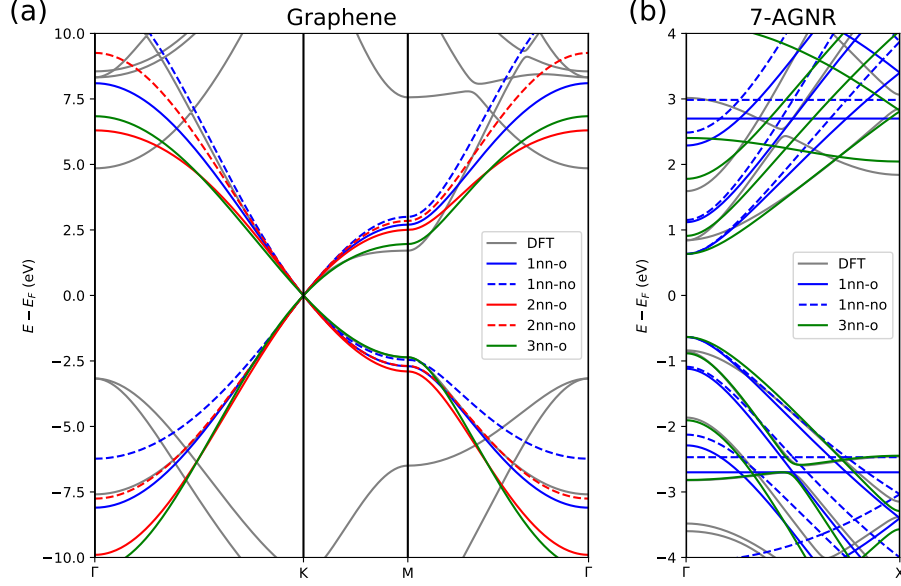 (a)
Graphene
E − E_F (eV)
10.0
7.5
5.0
2.5
0.0
−2.5
−5.0
−7.5
−10.0
Γ
K
M
Γ
DFT
1nn-o
1nn-no
2nn-o
2nn-no
3nn-o
(b)
7-AGNR
E − E_F (eV)
4
3
2
1
0
−1
−2
−3
−4
Γ
X
DFT
1nn-o
1nn-no
3nn-o